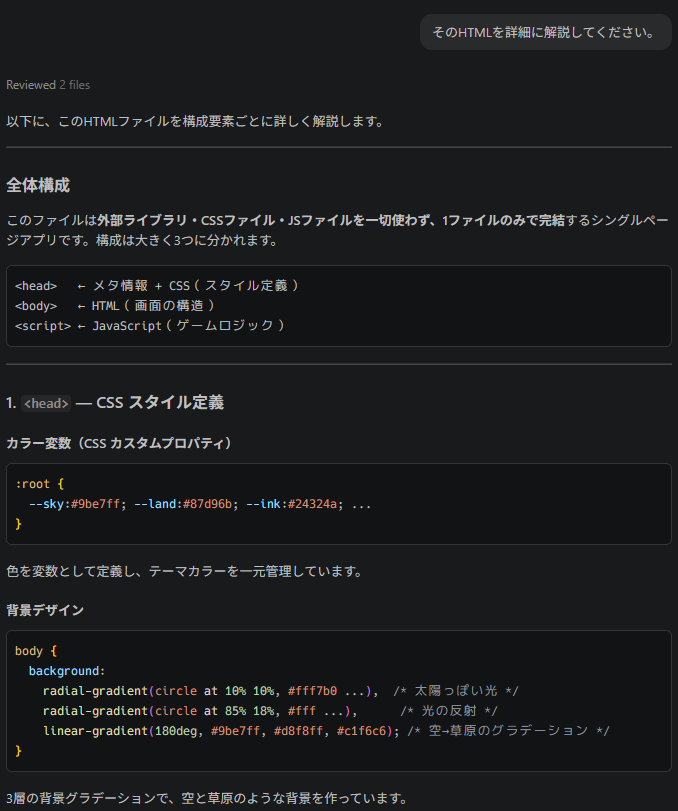 そのHTMLを詳細に解説してください。
Reviewed 2 files
以下に、このHTMLファイルを構成要素ごとに詳しく解説します。
全体構成
このファイルは外部ライブラリ・CSSファイル・JSファイルを一切使わず、1ファイルのみで完結するシングルペー
ジアプリです。構成は大きく3つに分かれます。
<head>   ← メタ情報 + CSS（スタイル定義）
<body>   ← HTML（画面の構造）
<script> ← JavaScript（ゲームロジック）
1. <head> — CSS スタイル定義
カラー変数（CSS カスタムプロパティ）
:root {
  --sky:#9be7ff; --land:#87d96b; --ink:#24324a; ...
}
色を変数として定義し、テーマカラーを一元管理しています。
背景デザイン
body {
  background:
    radial-gradient(circle at 10% 10%, #fff7b0 ...),  /* 太陽っぽい光 */
    radial-gradient(circle at 85% 18%, #fff ...),      /* 光の反射 */
    linear-gradient(180deg, #9be7ff, #d8f8ff, #c1f6c6); /* 空→草原のグラデーション */
}
3層の背景グラデーションで、空と草原のような背景を作っています。